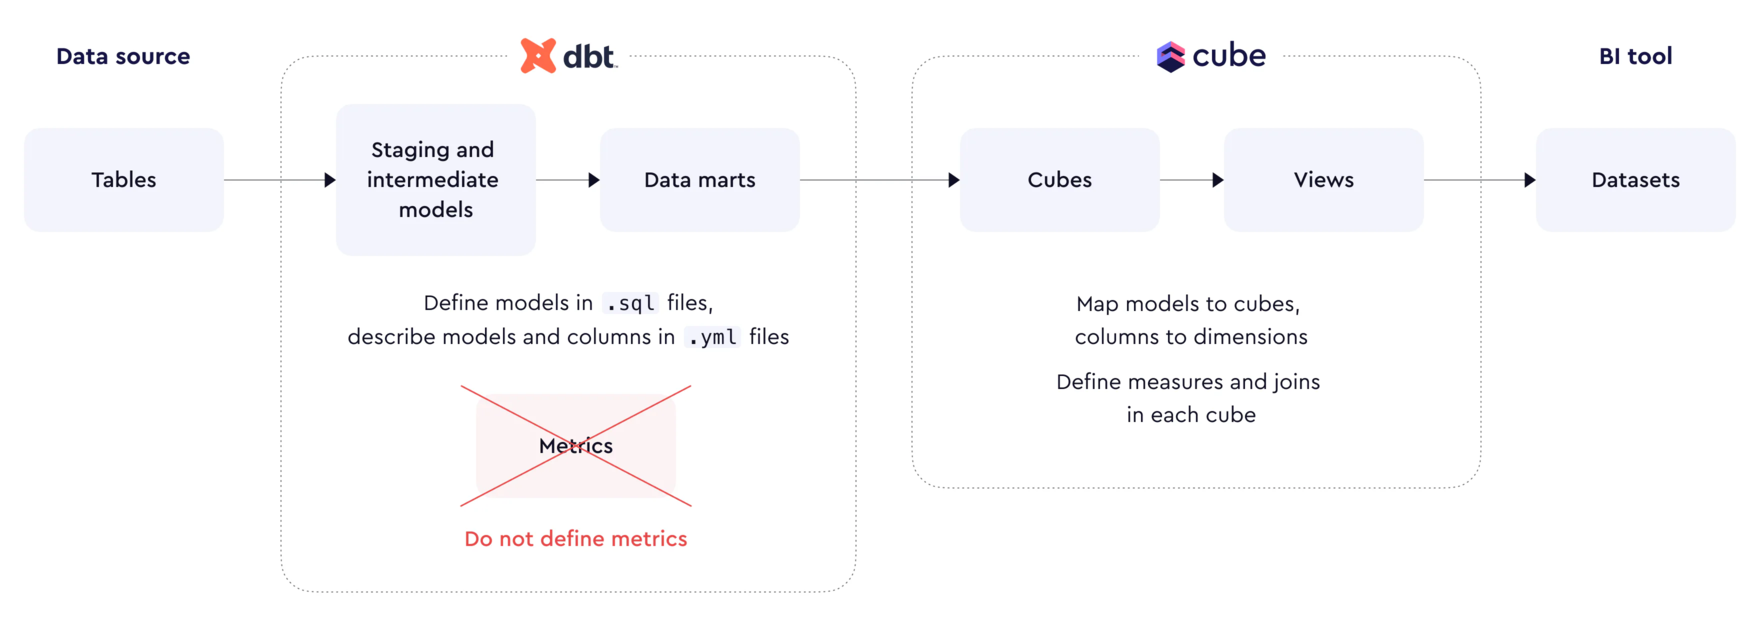 Data source
dbt
cube
BI tool
Tables
Staging and
intermediate
models
Data marts
Cubes
Views
Datasets
Define models in .sql files,
describe models and columns in .yml files
Metrics
Do not define metrics
Map models to cubes,
columns to dimensions
Define measures and joins
in each cube